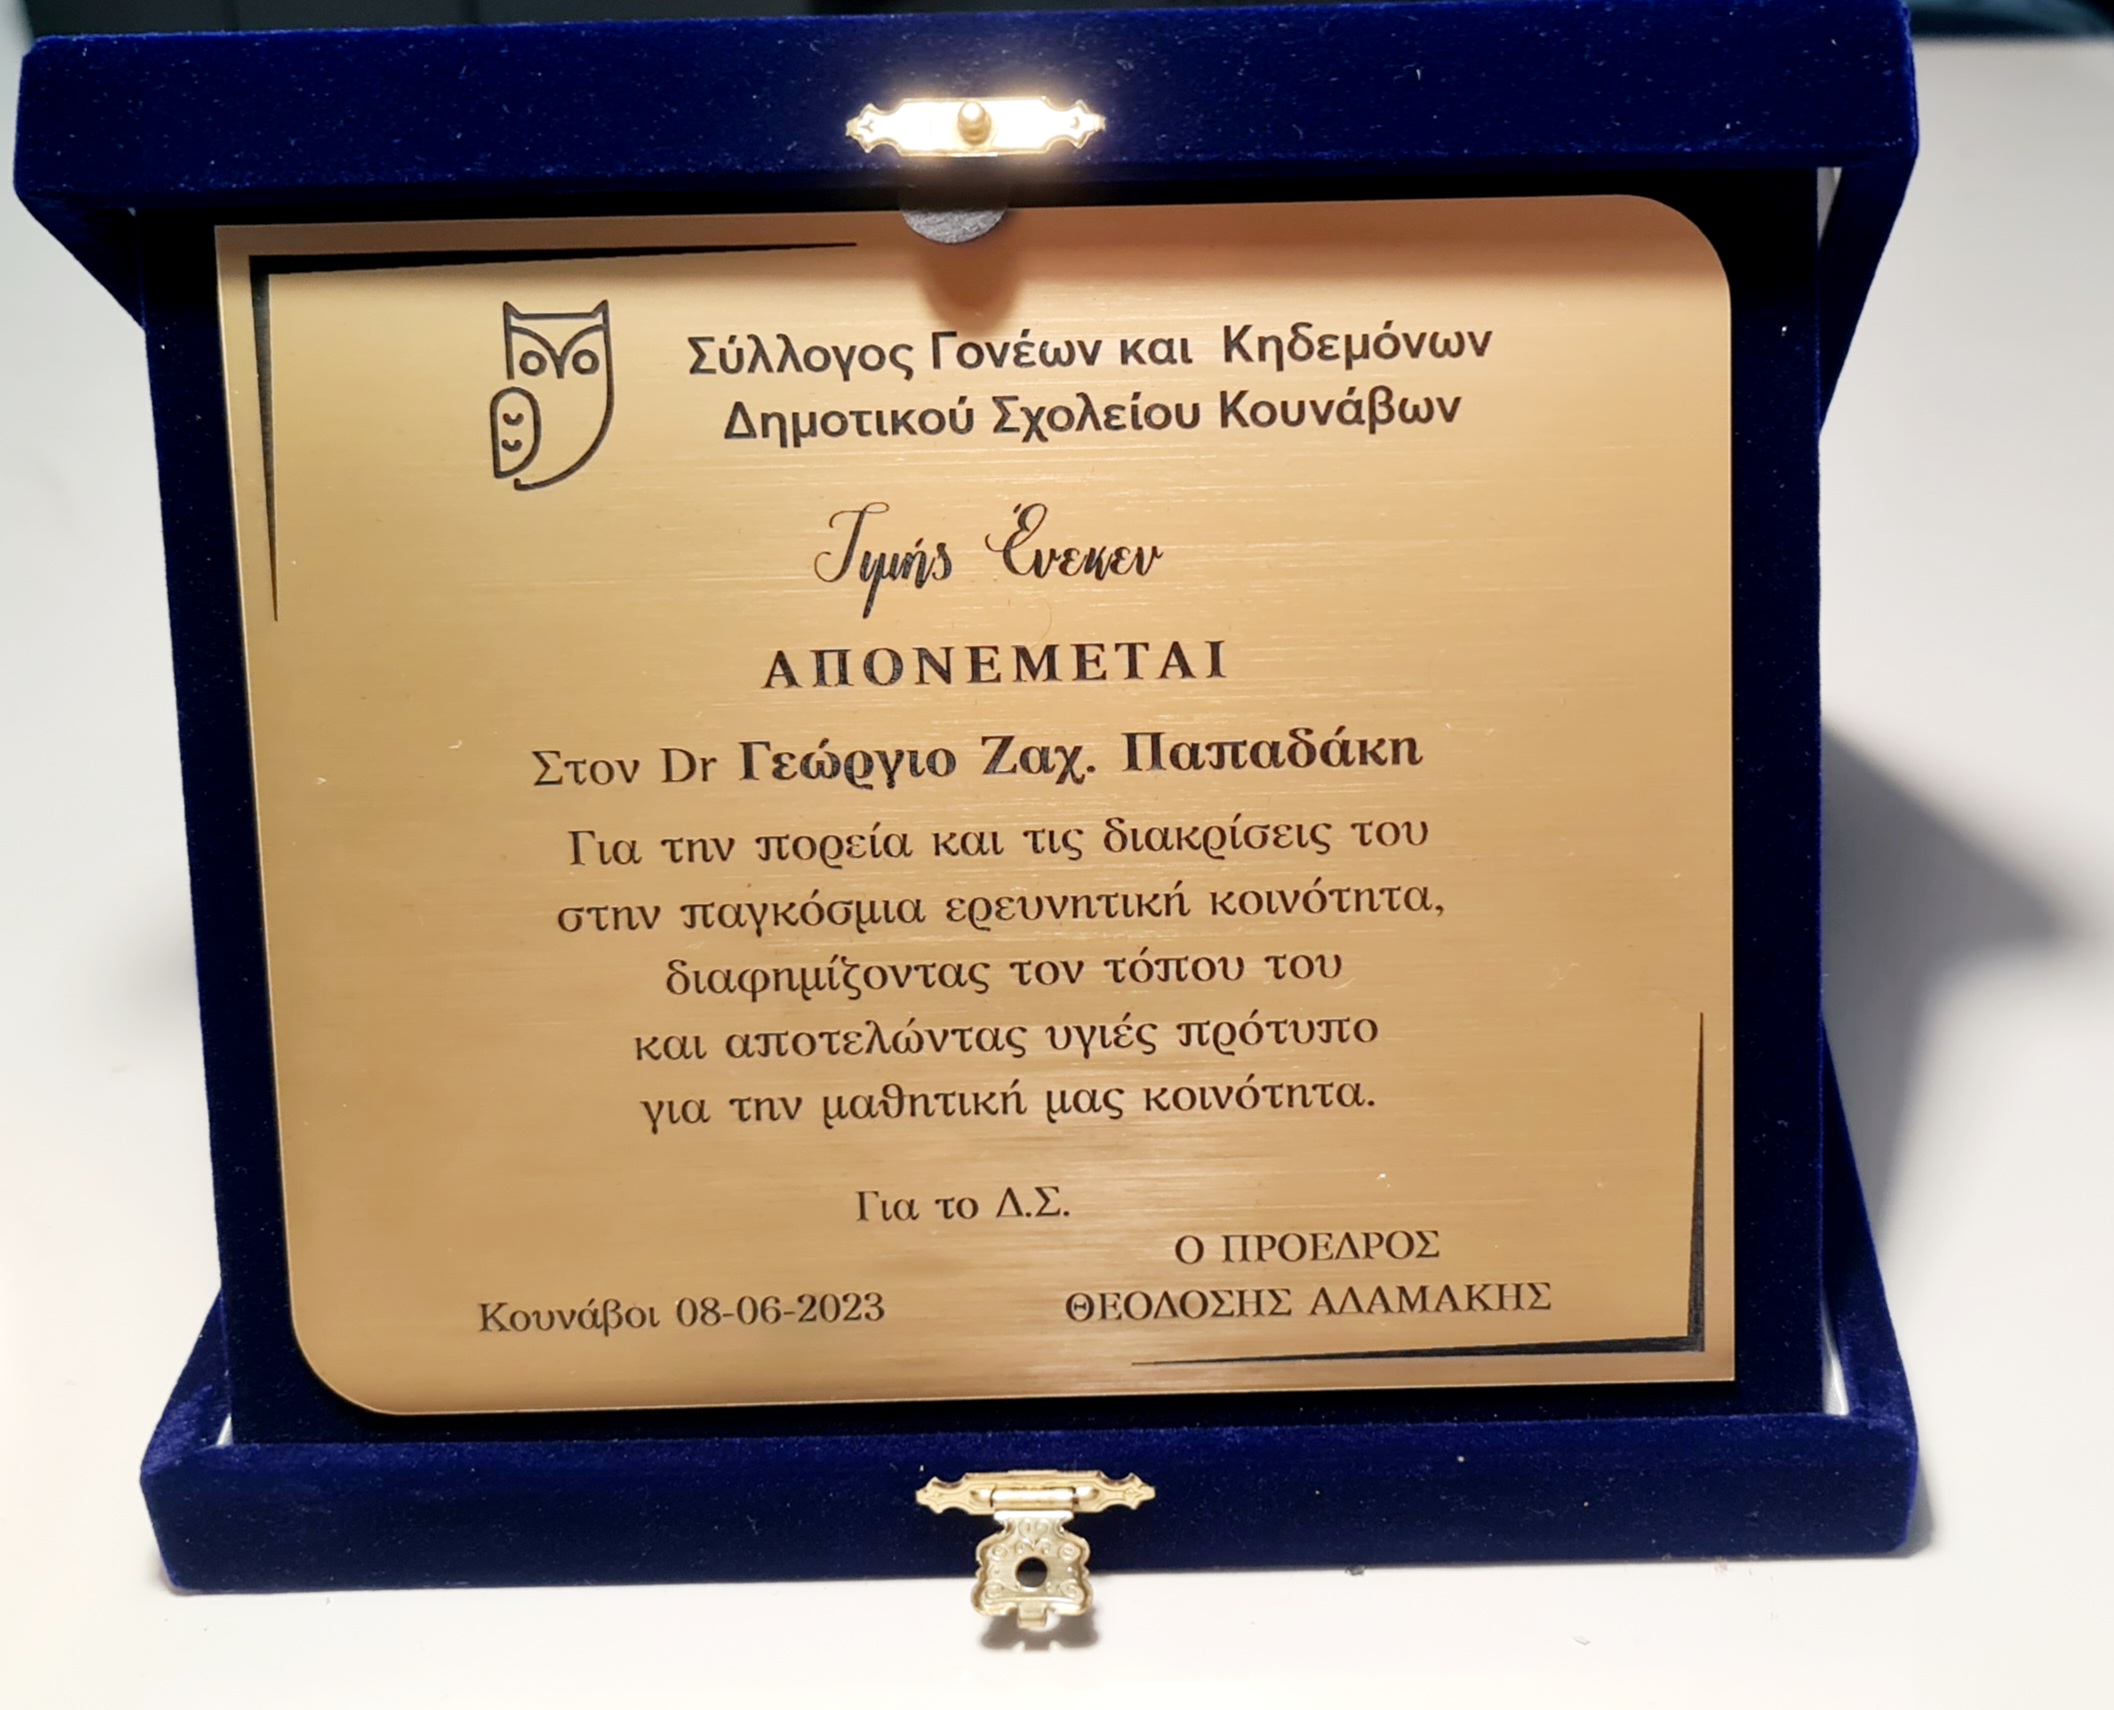 Σύλλογος Γονέων και Κηδεμόνων
Δημοτικού Σχολείου Κουνάβων
Τιμής Ένεκεν
ΑΠΟΝΕΜΕΤΑΙ
Στον Dr Γεώργιο Ζαχ. Παπαδάκη
Για την πορεία και τις διακρίσεις του
στην παγκόσμια ερευνητική κοινότητα,
διαφημίζοντας τον τόπου του
και αποτελώντας υγιές πρότυπο
για την μαθητική μας κοινότητα.
Για το Δ.Σ.
Ο ΠΡΟΕΔΡΟΣ
Κουνάβοι 08-06-2023 ΘΕΟΔΟΣΗΣ ΑΔΑΜΑΚΗΣ